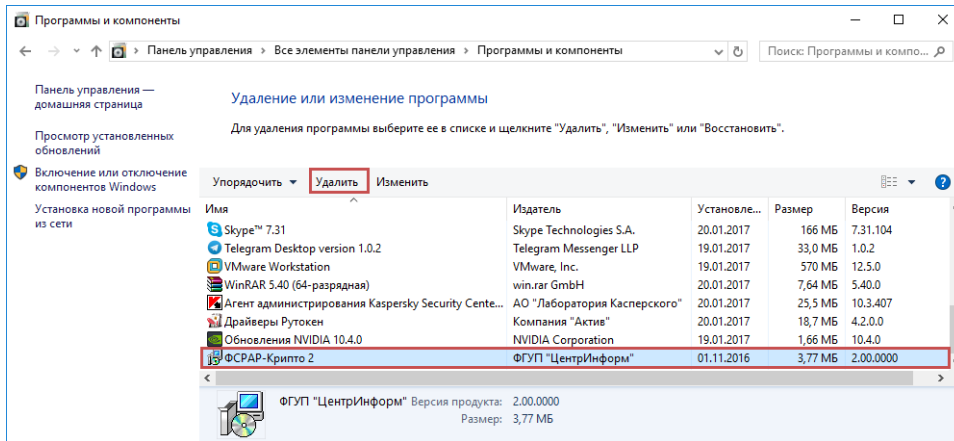 Программы и компоненты
Панель управления › Все элементы панели управления › Программы и компоненты
Поиск: Программы и компо...
Панель управления — домашняя страница
Просмотр установленных обновлений
Включение или отключение компонентов Windows
Установка новой программы из сети
Удаление или изменение программы
Для удаления программы выберите ее в списке и щелкните "Удалить", "Изменить" или "Восстановить".
Упорядочить Удалить Изменить
Имя Издатель Установле... Размер Версия
Skype™ 7.31 Skype Technologies S.A. 20.01.2017 166 МБ 7.31.104
Telegram Desktop version 1.0.2 Telegram Messenger LLP 19.01.2017 33,0 МБ 1.0.2
VMware Workstation VMware, Inc. 19.01.2017 570 МБ 12.5.0
WinRAR 5.40 (64-разрядная) win.rar GmbH 20.01.2017 7,64 МБ 5.40.0
Агент администрирования Kaspersky Security Cente... АО "Лаборатория Касперского" 20.01.2017 25,5 МБ 10.3.407
Драйверы Рутокен Компания "Актив" 20.01.2017 18,7 МБ 4.2.0.0
Обновления NVIDIA 10.4.0 NVIDIA Corporation 19.01.2017 1,66 МБ 10.4.0
ФСРАР-Крипто 2 ФГУП "ЦентрИнформ" 01.11.2016 3,77 МБ 2.00.0000
ФГУП "ЦентрИнформ" Версия продукта: 2.00.0000
Размер: 3,77 МБ